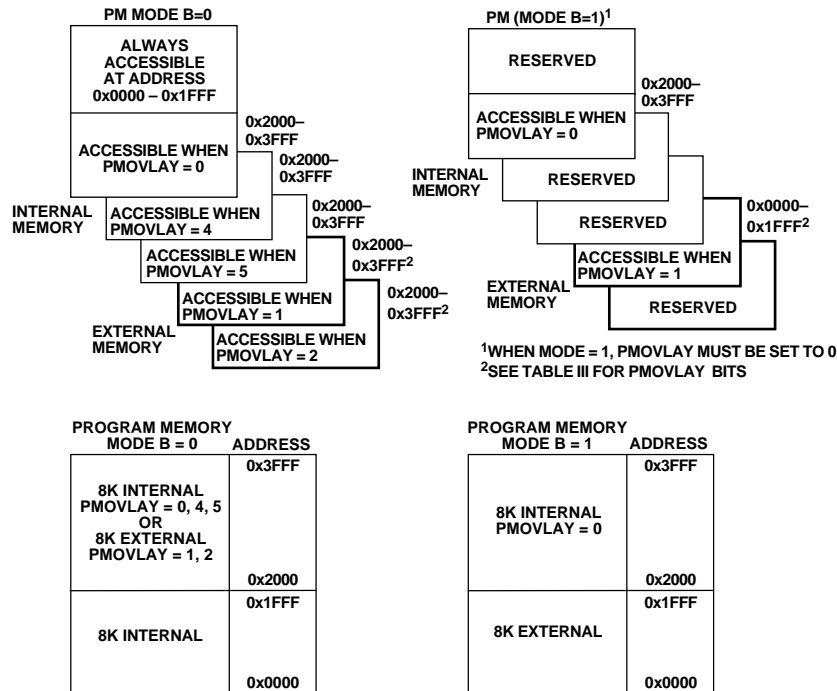 PM MODE B=0
ALWAYS
ACCESSIBLE
AT ADDRESS
0x0000 – 0x1FFF
0x2000–
0x3FFF
ACCESSIBLE WHEN
PMOVLAY = 0
0x2000–
0x3FFF
INTERNAL
MEMORY
ACCESSIBLE WHEN
PMOVLAY = 4
0x2000–
0x3FFF
ACCESSIBLE WHEN
PMOVLAY = 5
0x2000–
0x3FFF²
ACCESSIBLE WHEN
PMOVLAY = 1
0x2000–
0x3FFF²
EXTERNAL
MEMORY
ACCESSIBLE WHEN
PMOVLAY = 2
PM (MODE B=1)¹
RESERVED
0x2000–
0x3FFF
ACCESSIBLE WHEN
PMOVLAY = 0
INTERNAL
MEMORY
RESERVED
RESERVED
0x0000–
0x1FFF²
ACCESSIBLE WHEN
PMOVLAY = 1
EXTERNAL
MEMORY
RESERVED
¹WHEN MODE = 1, PMOVLAY MUST BE SET TO 0
²SEE TABLE III FOR PMOVLAY BITS
PROGRAM MEMORY
MODE B = 0 ADDRESS
0x3FFF
8K INTERNAL
PMOVLAY = 0, 4, 5
OR
8K EXTERNAL
PMOVLAY = 1, 2
0x2000
0x1FFF
8K INTERNAL
0x0000
PROGRAM MEMORY
MODE B = 1 ADDRESS
0x3FFF
8K INTERNAL
PMOVLAY = 0
0x2000
0x1FFF
8K EXTERNAL
0x0000